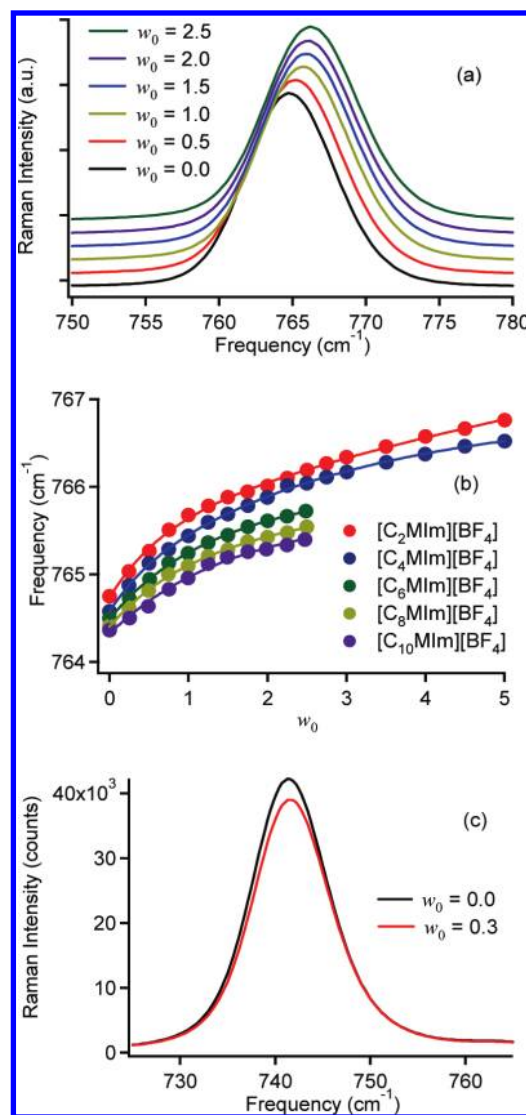 w₀ = 2.5
w₀ = 2.0
w₀ = 1.5
w₀ = 1.0
w₀ = 0.5
w₀ = 0.0
(a)
Raman Intensity (a.u.)
750 755 760 765 770 775 780
Frequency (cm⁻¹)
767
766
765
764
Frequency (cm⁻¹)
(b)
[C₂MIm][BF₄]
[C₄MIm][BF₄]
[C₆MIm][BF₄]
[C₈MIm][BF₄]
[C₁₀MIm][BF₄]
0 1 2 3 4 5
w₀
40x10³
30
20
10
0
Raman Intensity (counts)
(c)
w₀ = 0.0
w₀ = 0.3
730 740 750 760
Frequency (cm⁻¹)